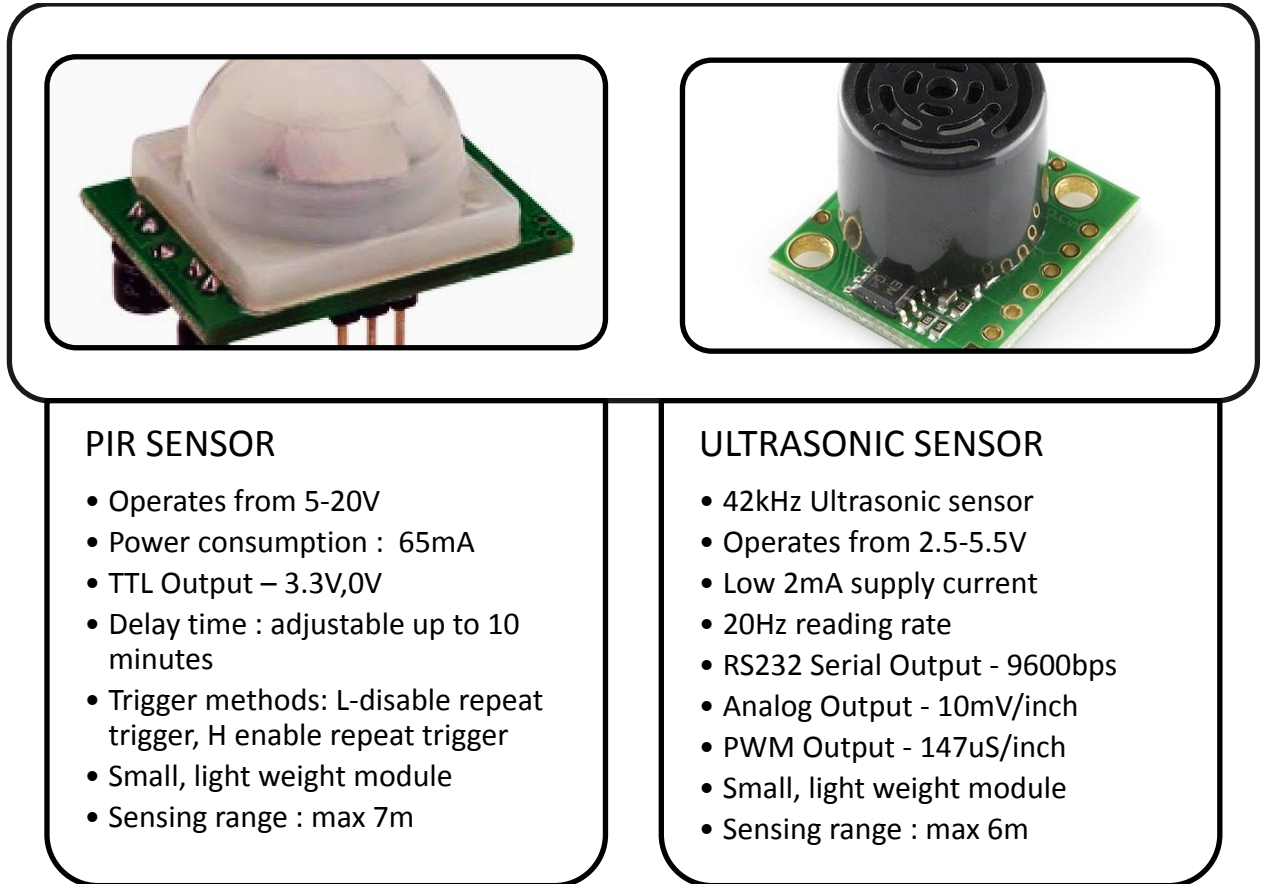 PIR SENSOR
• Operates from 5-20V
• Power consumption :  65mA
• TTL Output – 3.3V,0V
• Delay time : adjustable up to 10
minutes
• Trigger methods: L-disable repeat
trigger, H enable repeat trigger
• Small, light weight module
• Sensing range : max 7m
ULTRASONIC SENSOR
• 42kHz Ultrasonic sensor
• Operates from 2.5-5.5V
• Low 2mA supply current
• 20Hz reading rate
• RS232 Serial Output - 9600bps
• Analog Output - 10mV/inch
• PWM Output - 147uS/inch
• Small, light weight module
• Sensing range : max 6m